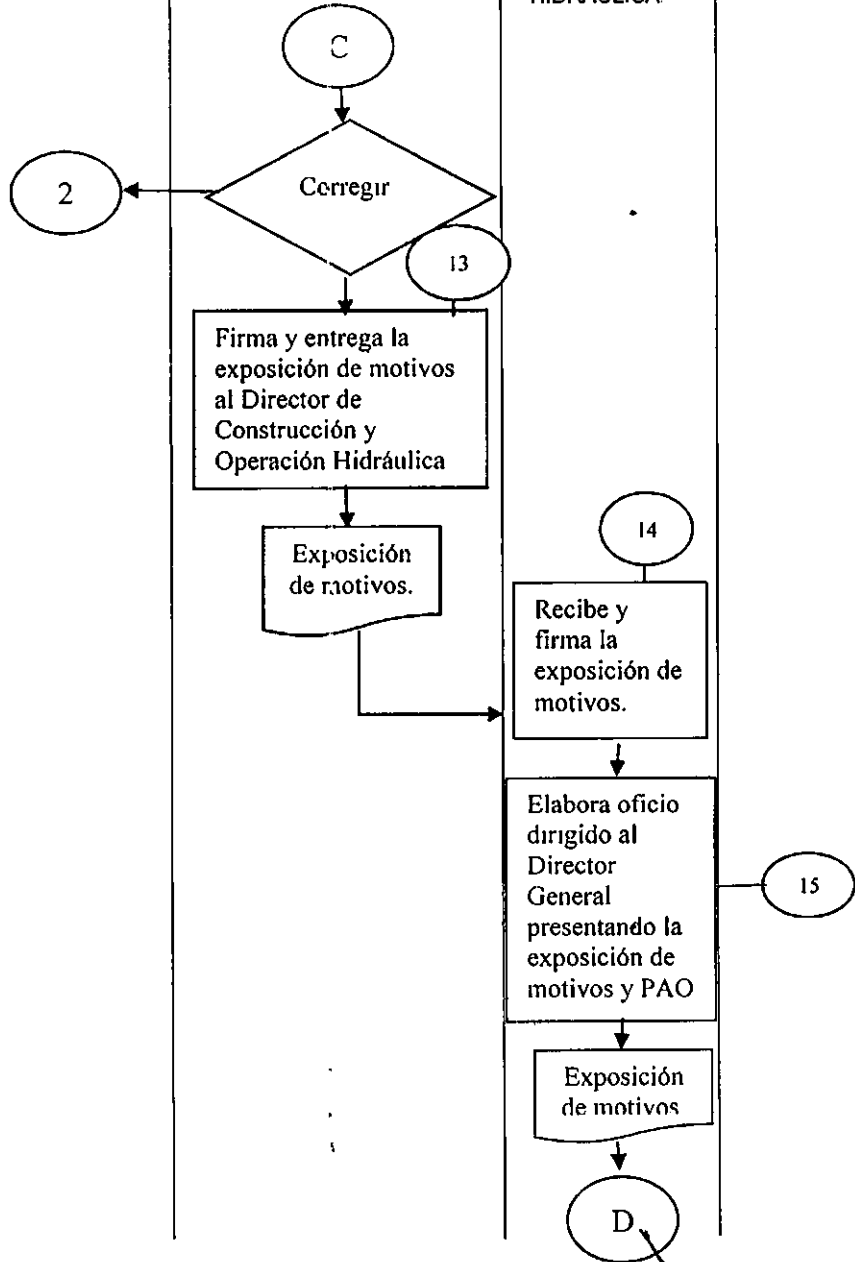 HIDRÁULICA
C
Corregir
2
13
Firma y entrega la
exposición de motivos
al Director de
Construcción y
Operación Hidráulica
Exposición
de motivos.
14
Recibe y
firma la
exposición de
motivos.
Elabora oficio
dirigido al
Director
General
presentando la
exposición de
motivos y PAO
15
Exposición
de motivos
D